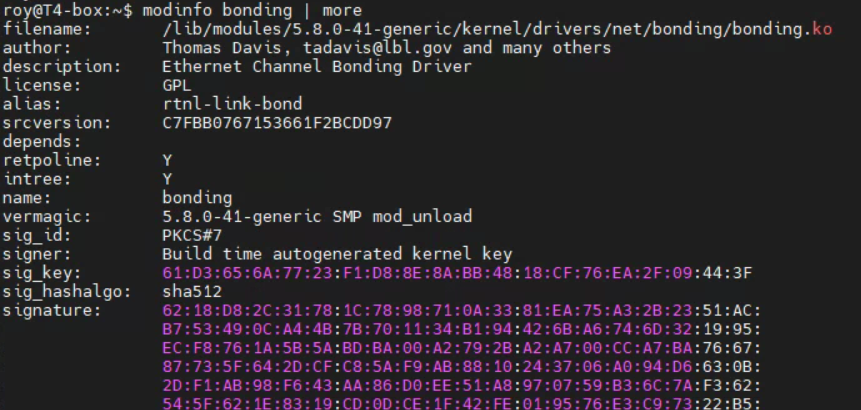 roy@T4-box:~$ modinfo bonding | more
filename:       /lib/modules/5.8.0-41-generic/kernel/drivers/net/bonding/bonding.ko
author:         Thomas Davis, tadavis@lbl.gov and many others
description:    Ethernet Channel Bonding Driver
license:        GPL
alias:          rtnl-link-bond
srcversion:     C7FBB0767153661F2BCDD97
depends:
retpoline:      Y
intree:         Y
name:           bonding
vermagic:       5.8.0-41-generic SMP mod_unload
sig_id:         PKCS#7
signer:         Build time autogenerated kernel key
sig_key:        61:D3:65:6A:77:23:F1:D8:8E:8A:BB:48:18:CF:76:EA:2F:09:44:3F
sig_hashalgo:   sha512
signature:      62:18:D8:2C:31:78:1C:78:98:71:0A:33:81:EA:75:A3:2B:23:51:AC:
                B7:53:49:0C:A4:4B:7B:70:11:34:B1:94:42:6B:A6:74:6D:32:19:95:
                EC:F8:76:1A:5B:5A:BD:BA:00:A2:79:2B:A2:A7:00:CC:A7:BA:76:67:
                87:73:5F:64:2D:CF:C8:5A:F9:AB:88:10:24:37:06:A0:94:D6:63:0B:
                2D:F1:AB:98:F6:43:AA:86:D0:EE:51:A8:97:07:59:B3:6C:7A:F3:62:
                54:5F:62:1E:83:19:CD:0D:CE:1F:42:FE:01:95:76:E3:C9:73:22:B5: